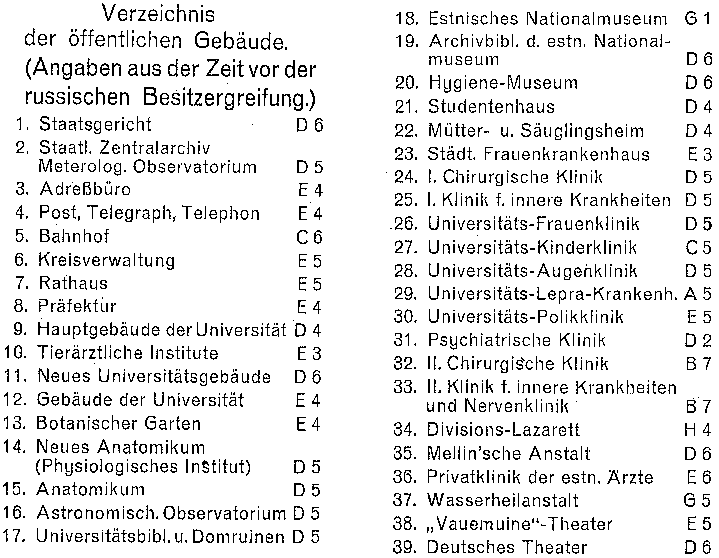 Verzeichnis
der öffentlichen Gebäude.
(Angaben aus der Zeit vor der
russischen Besitzergreifung.)
1. Staatsgericht D 6
2. Staatl. Zentralarchiv
Meterolog. Observatorium D 5
3. Adreßbüro E 4
4. Post, Telegraph, Telephon E 4
5. Bahnhof C 6
6. Kreisverwaltung E 5
7. Rathaus E 5
8. Präfektur E 4
9. Hauptgebäude der Universität D 4
10. Tierärztliche Institute E 3
11. Neues Universitätsgebäude D 6
12. Gebäude der Universität E 4
13. Botanischer Garten E 4
14. Neues Anatomikum
(Physiologisches Institut) D 5
15. Anatomikum D 5
16. Astronomisch. Observatorium D 5
17. Universitätsbibl. u. Domruinen D 5
18. Estnisches Nationalmuseum G 1
19. Archivbibl. d. estn. National-
museum D 6
20. Hygiene-Museum D 6
21. Studentenhaus D 4
22. Mütter- u. Säuglingsheim D 4
23. Städt. Frauenkrankenhaus E 3
24. I. Chirurgische Klinik D 5
25. I. Klinik f. innere Krankheiten D 5
26. Universitäts-Frauenklinik D 5
27. Universitäts-Kinderklinik C 5
28. Universitäts-Augenklinik D 5
29. Universitäts-Lepra-Krankenh. A 5
30. Universitäts-Polikklinik E 5
31. Psychiatrische Klinik D 2
32. II. Chirurgische Klinik B 7
33. II. Klinik f. innere Krankheiten
und Nervenklinik B 7
34. Divisions-Lazarett H 4
35. Mellin'sche Anstalt D 6
36. Privatklinik der estn. Ärzte E 6
37. Wasserheilanstalt G 5
38. „Vauemuine“-Theater E 5
39. Deutsches Theater D 6